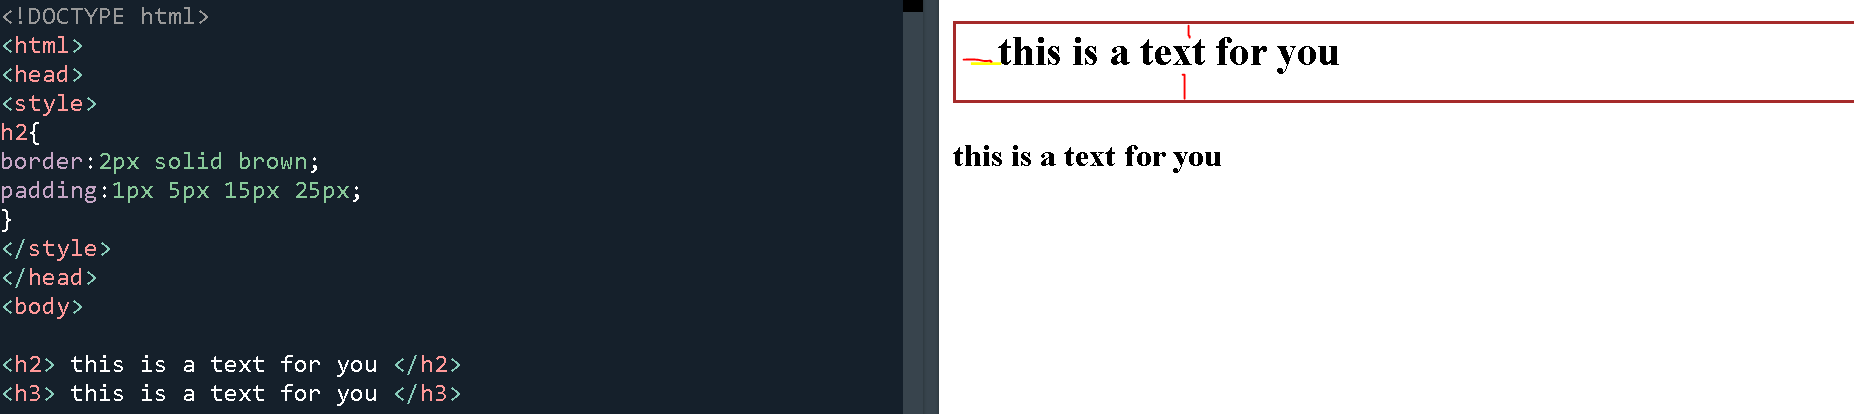 <!DOCTYPE html>
<html>
<head>
<style>
h2{
border:2px solid brown;
padding:1px 5px 15px 25px;
}
</style>
</head>
<body>
<h2> this is a text for you </h2>
<h3> this is a text for you </h3>
this is a text for you
this is a text for you